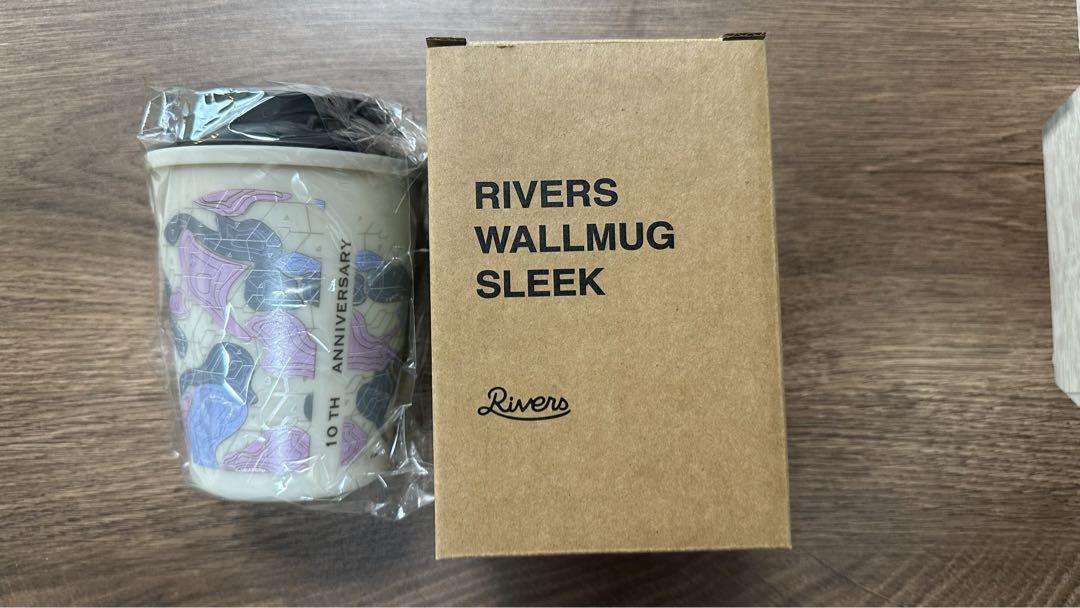 10TH ANNIVERSARY
RIVERS
WALLMUG
SLEEK
Rivers